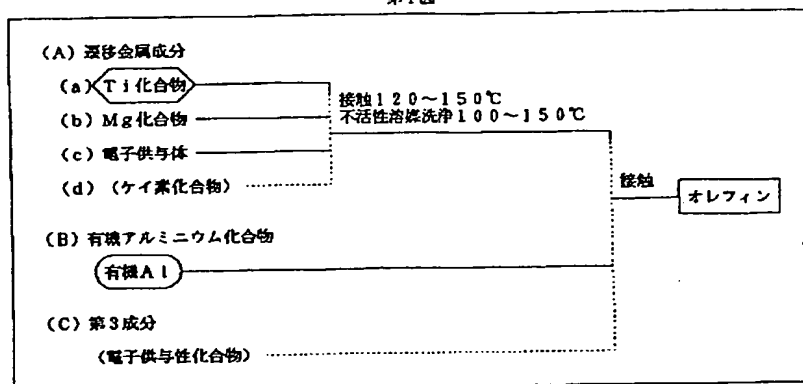 第1図
(A) 遷移金属成分
(a) Ti化合物
接触120〜150℃
(b) Mg化合物
不活性溶媒洗浄100〜150℃
(c) 電子供与体
(d) (ケイ素化合物)
接触
オレフィン
(B) 有機アルミニウム化合物
有機Al
(C) 第3成分
(電子供与性化合物)